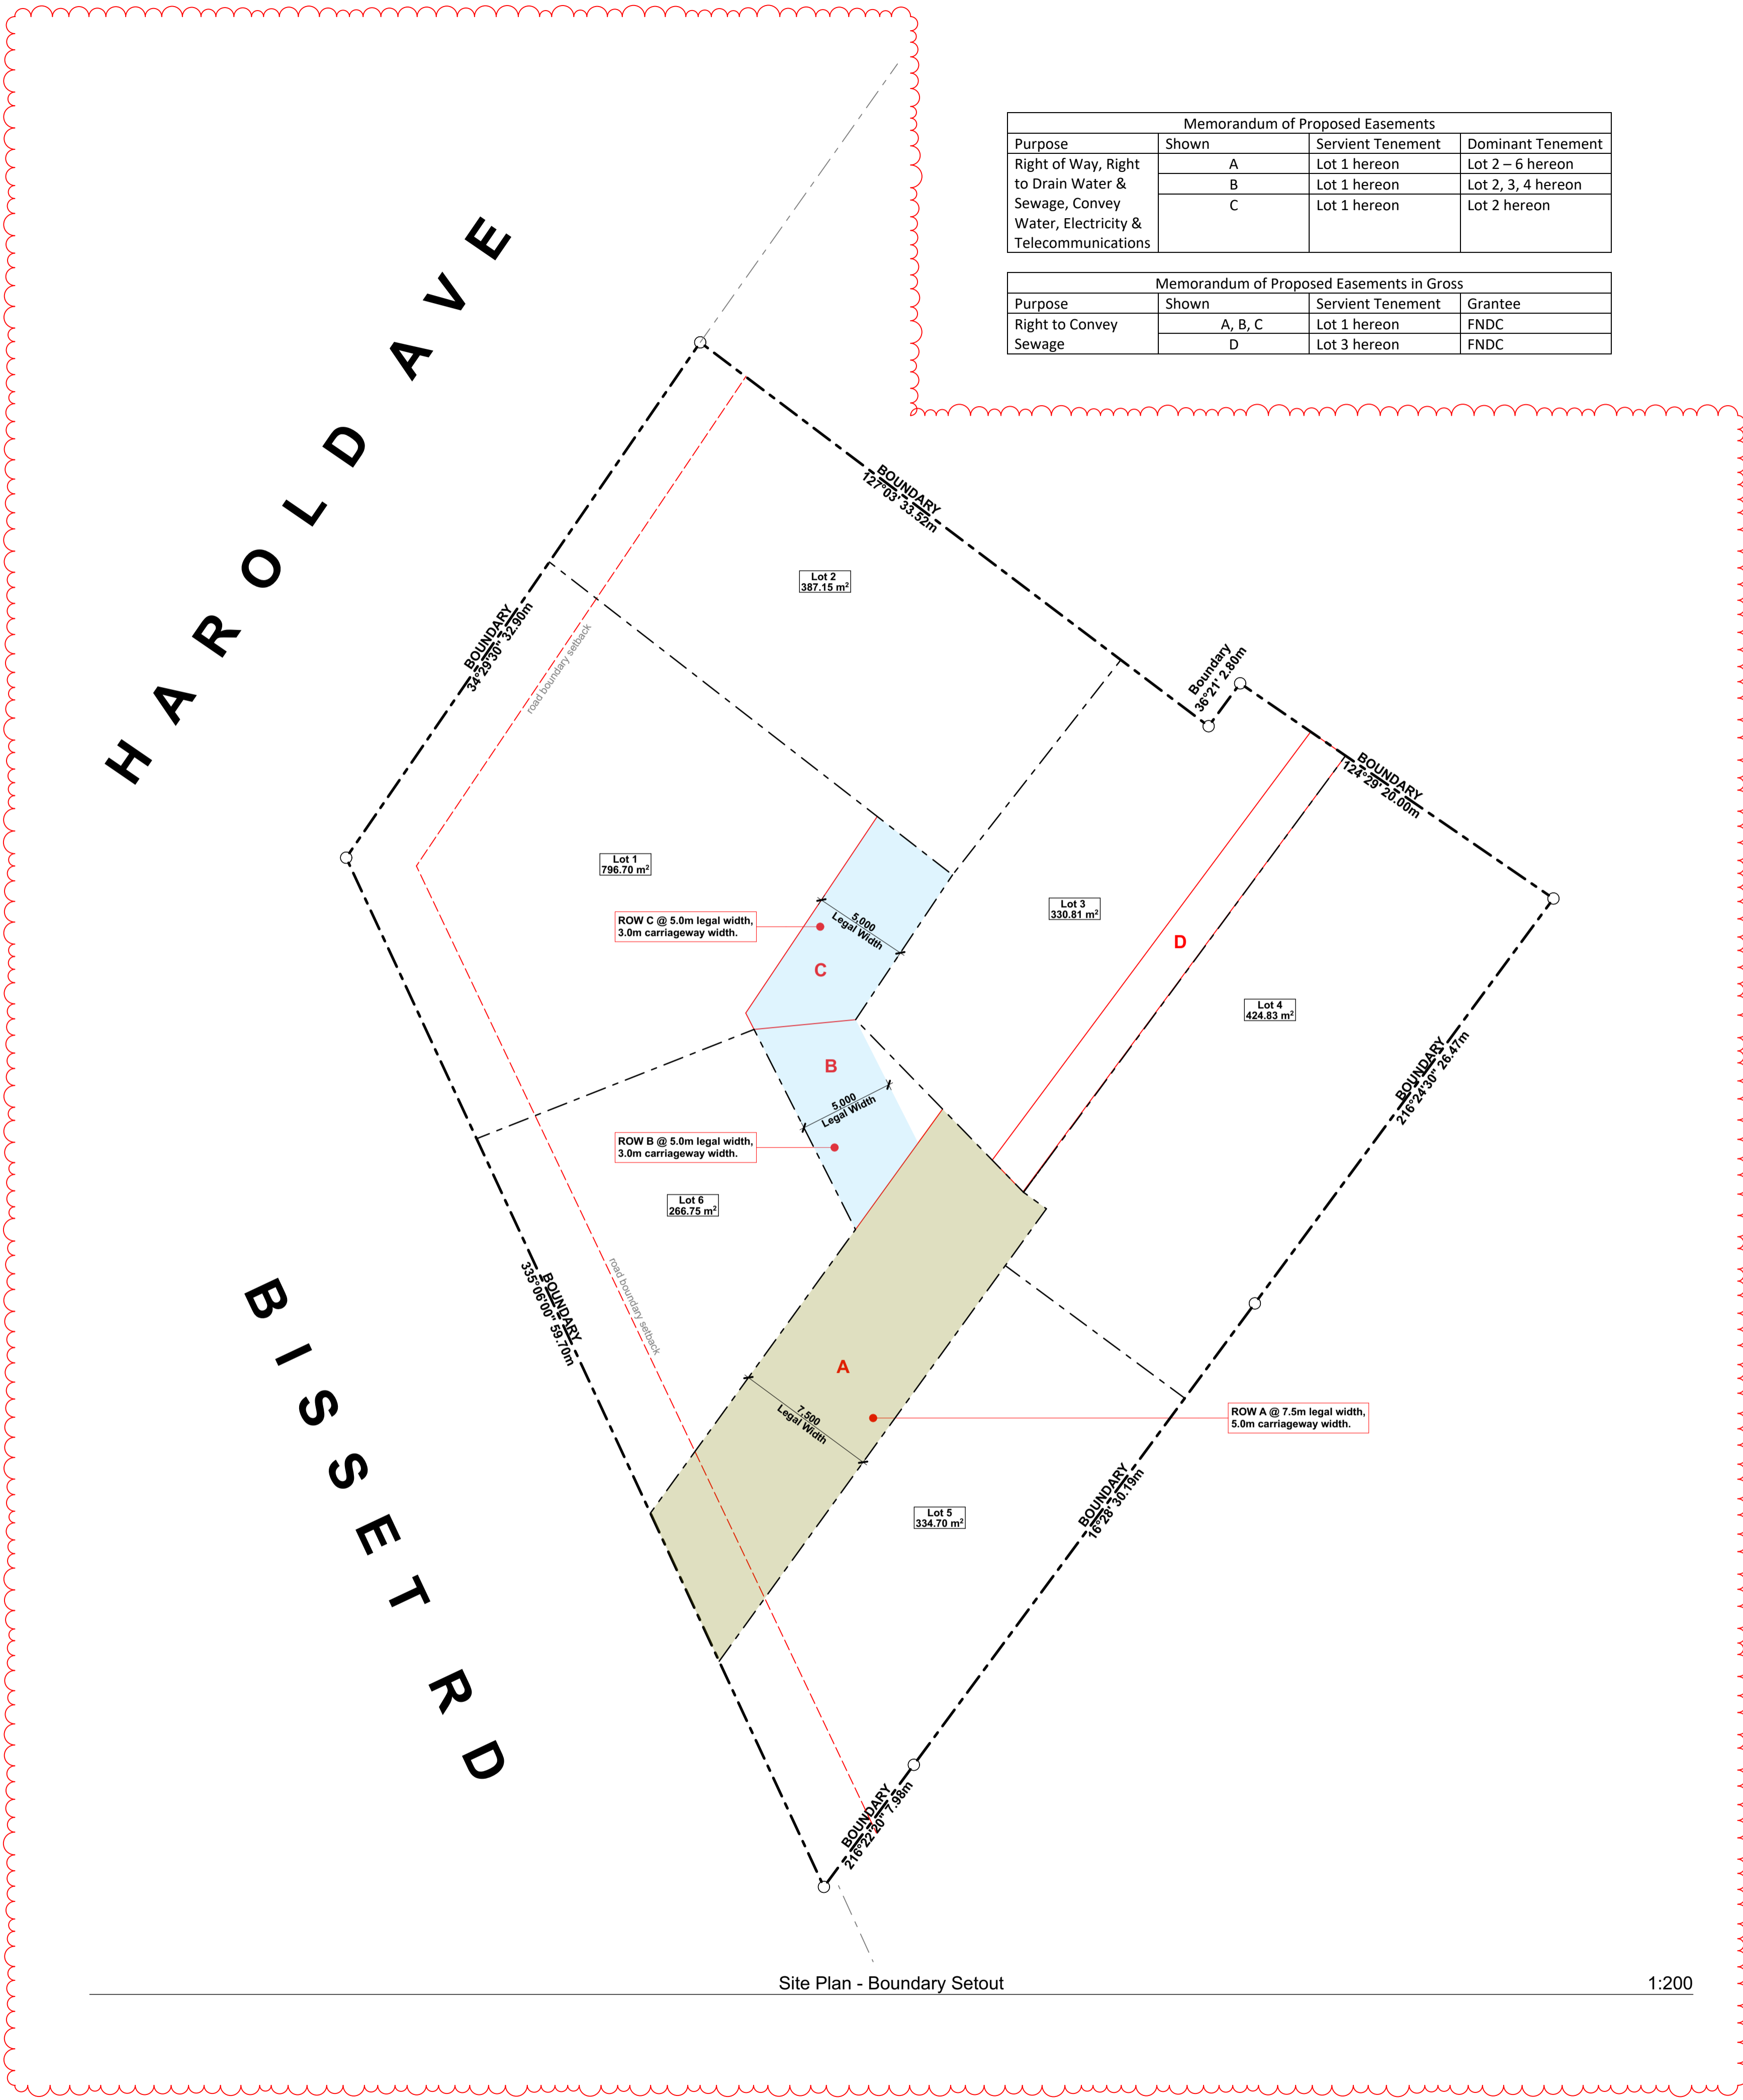 Memorandum of Proposed Easements
Purpose Shown Servient Tenement Dominant Tenement
Right of Way, Right A Lot 1 hereon Lot 2 – 6 hereon
to Drain Water & B Lot 1 hereon Lot 2, 3, 4 hereon
Sewage, Convey C Lot 1 hereon Lot 2 hereon
Water, Electricity &
Telecommunications
Memorandum of Proposed Easements in Gross
Purpose Shown Servient Tenement Grantee
Right to Convey A, B, C Lot 1 hereon FNDC
Sewage D Lot 3 hereon FNDC
HAROLD AVE
BOUNDARY
127°03' 33.52m
Lot 2
387.15 m²
BOUNDARY
34°29'30" 32.90m
road boundary setback
Boundary
36°21' 2.80m
BOUNDARY
124°29' 20.00m
Lot 1
796.70 m²
ROW C @ 5.0m legal width,
3.0m carriageway width.
5,000
Legal Width
C
Lot 3
330.81 m²
D
Lot 4
424.83 m²
BOUNDARY
216°24'30" 26.47m
B
5,000
Legal Width
ROW B @ 5.0m legal width,
3.0m carriageway width.
Lot 6
266.75 m²
BOUNDARY
335°06'00" 59.70m
road boundary setback
BISSET RD
A
7,500
Legal Width
ROW A @ 7.5m legal width,
5.0m carriageway width.
Lot 5
334.70 m²
BOUNDARY
16°28' 30.19m
BOUNDARY
216°22'20" 7.98m
Site Plan - Boundary Setout 1:200